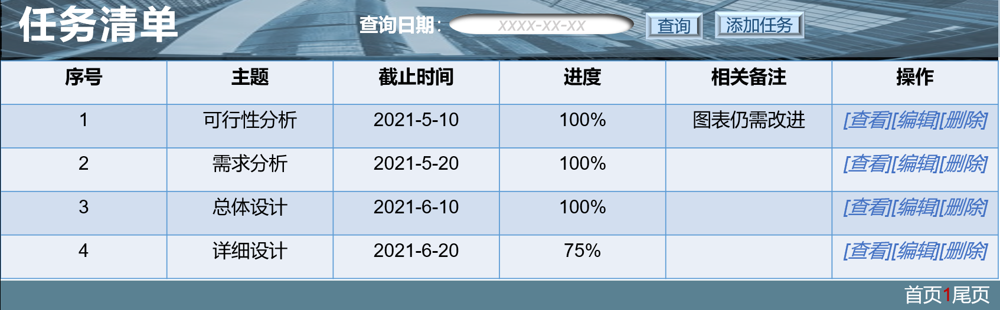 任务清单 查询日期： xxxx-xx-xx 查询 添加任务
序号 主题 截止时间 进度 相关备注 操作
1 可行性分析 2021-5-10 100% 图表仍需改进 [查看][编辑][删除]
2 需求分析 2021-5-20 100% [查看][编辑][删除]
3 总体设计 2021-6-10 100% [查看][编辑][删除]
4 详细设计 2021-6-20 75% [查看][编辑][删除]
首页1尾页